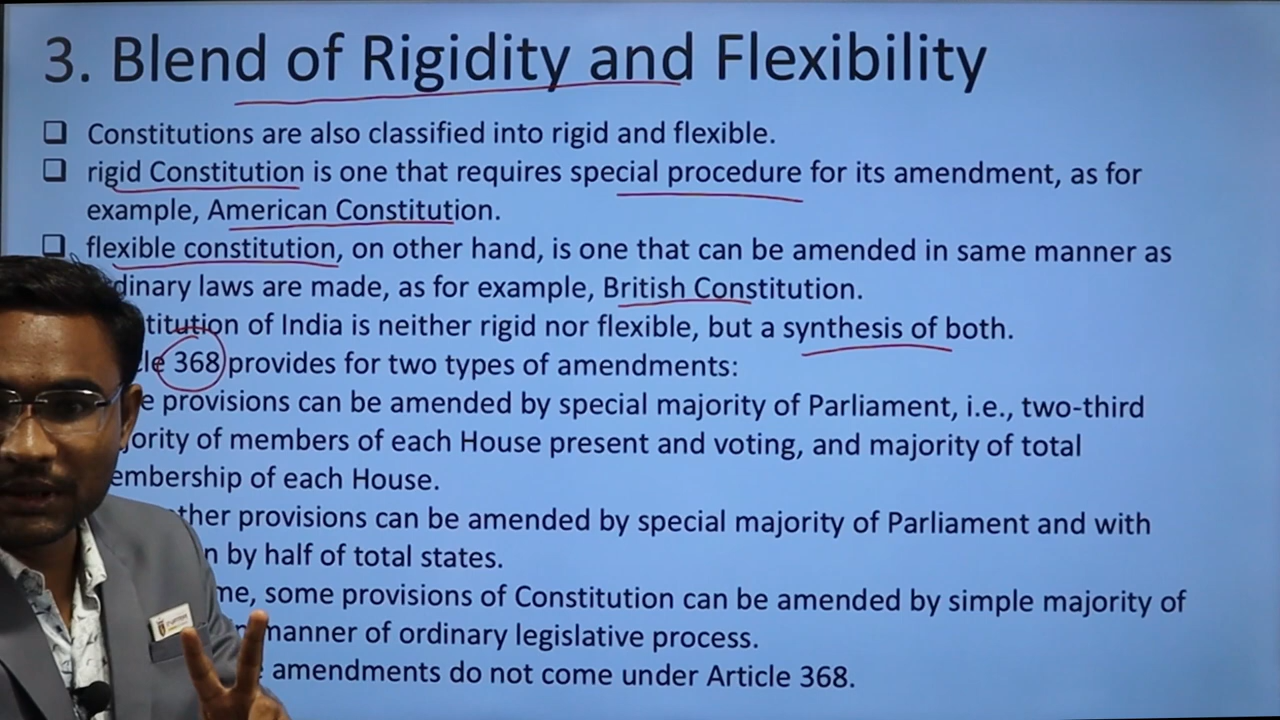 3. Blend of Rigidity and Flexibility
Constitutions are also classified into rigid and flexible.
rigid Constitution is one that requires special procedure for its amendment, as for
example, American Constitution.
flexible constitution, on other hand, is one that can be amended in same manner as
dinary laws are made, as for example, British Constitution.
titution of India is neither rigid nor flexible, but a synthesis of both.
le 368 provides for two types of amendments:
e provisions can be amended by special majority of Parliament, i.e., two-third
ority of members of each House present and voting, and majority of total
embership of each House.
ther provisions can be amended by special majority of Parliament and with
n by half of total states.
me, some provisions of Constitution can be amended by simple majority of
manner of ordinary legislative process.
amendments do not come under Article 368.